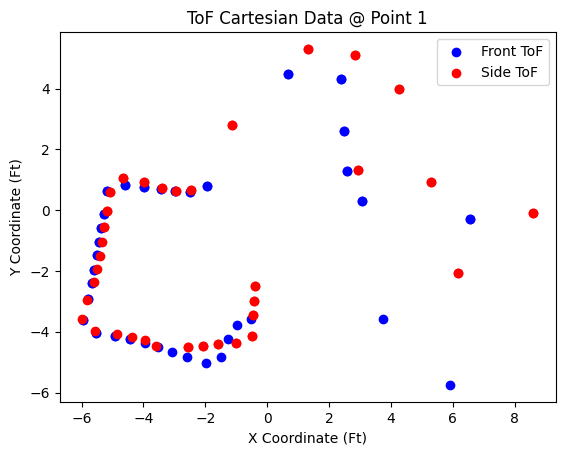 ToF Cartesian Data @ Point 1
Front ToF
Side ToF
Y Coordinate (Ft)
4
2
0
−2
−4
−6
−6 −4 −2 0 2 4 6 8
X Coordinate (Ft)